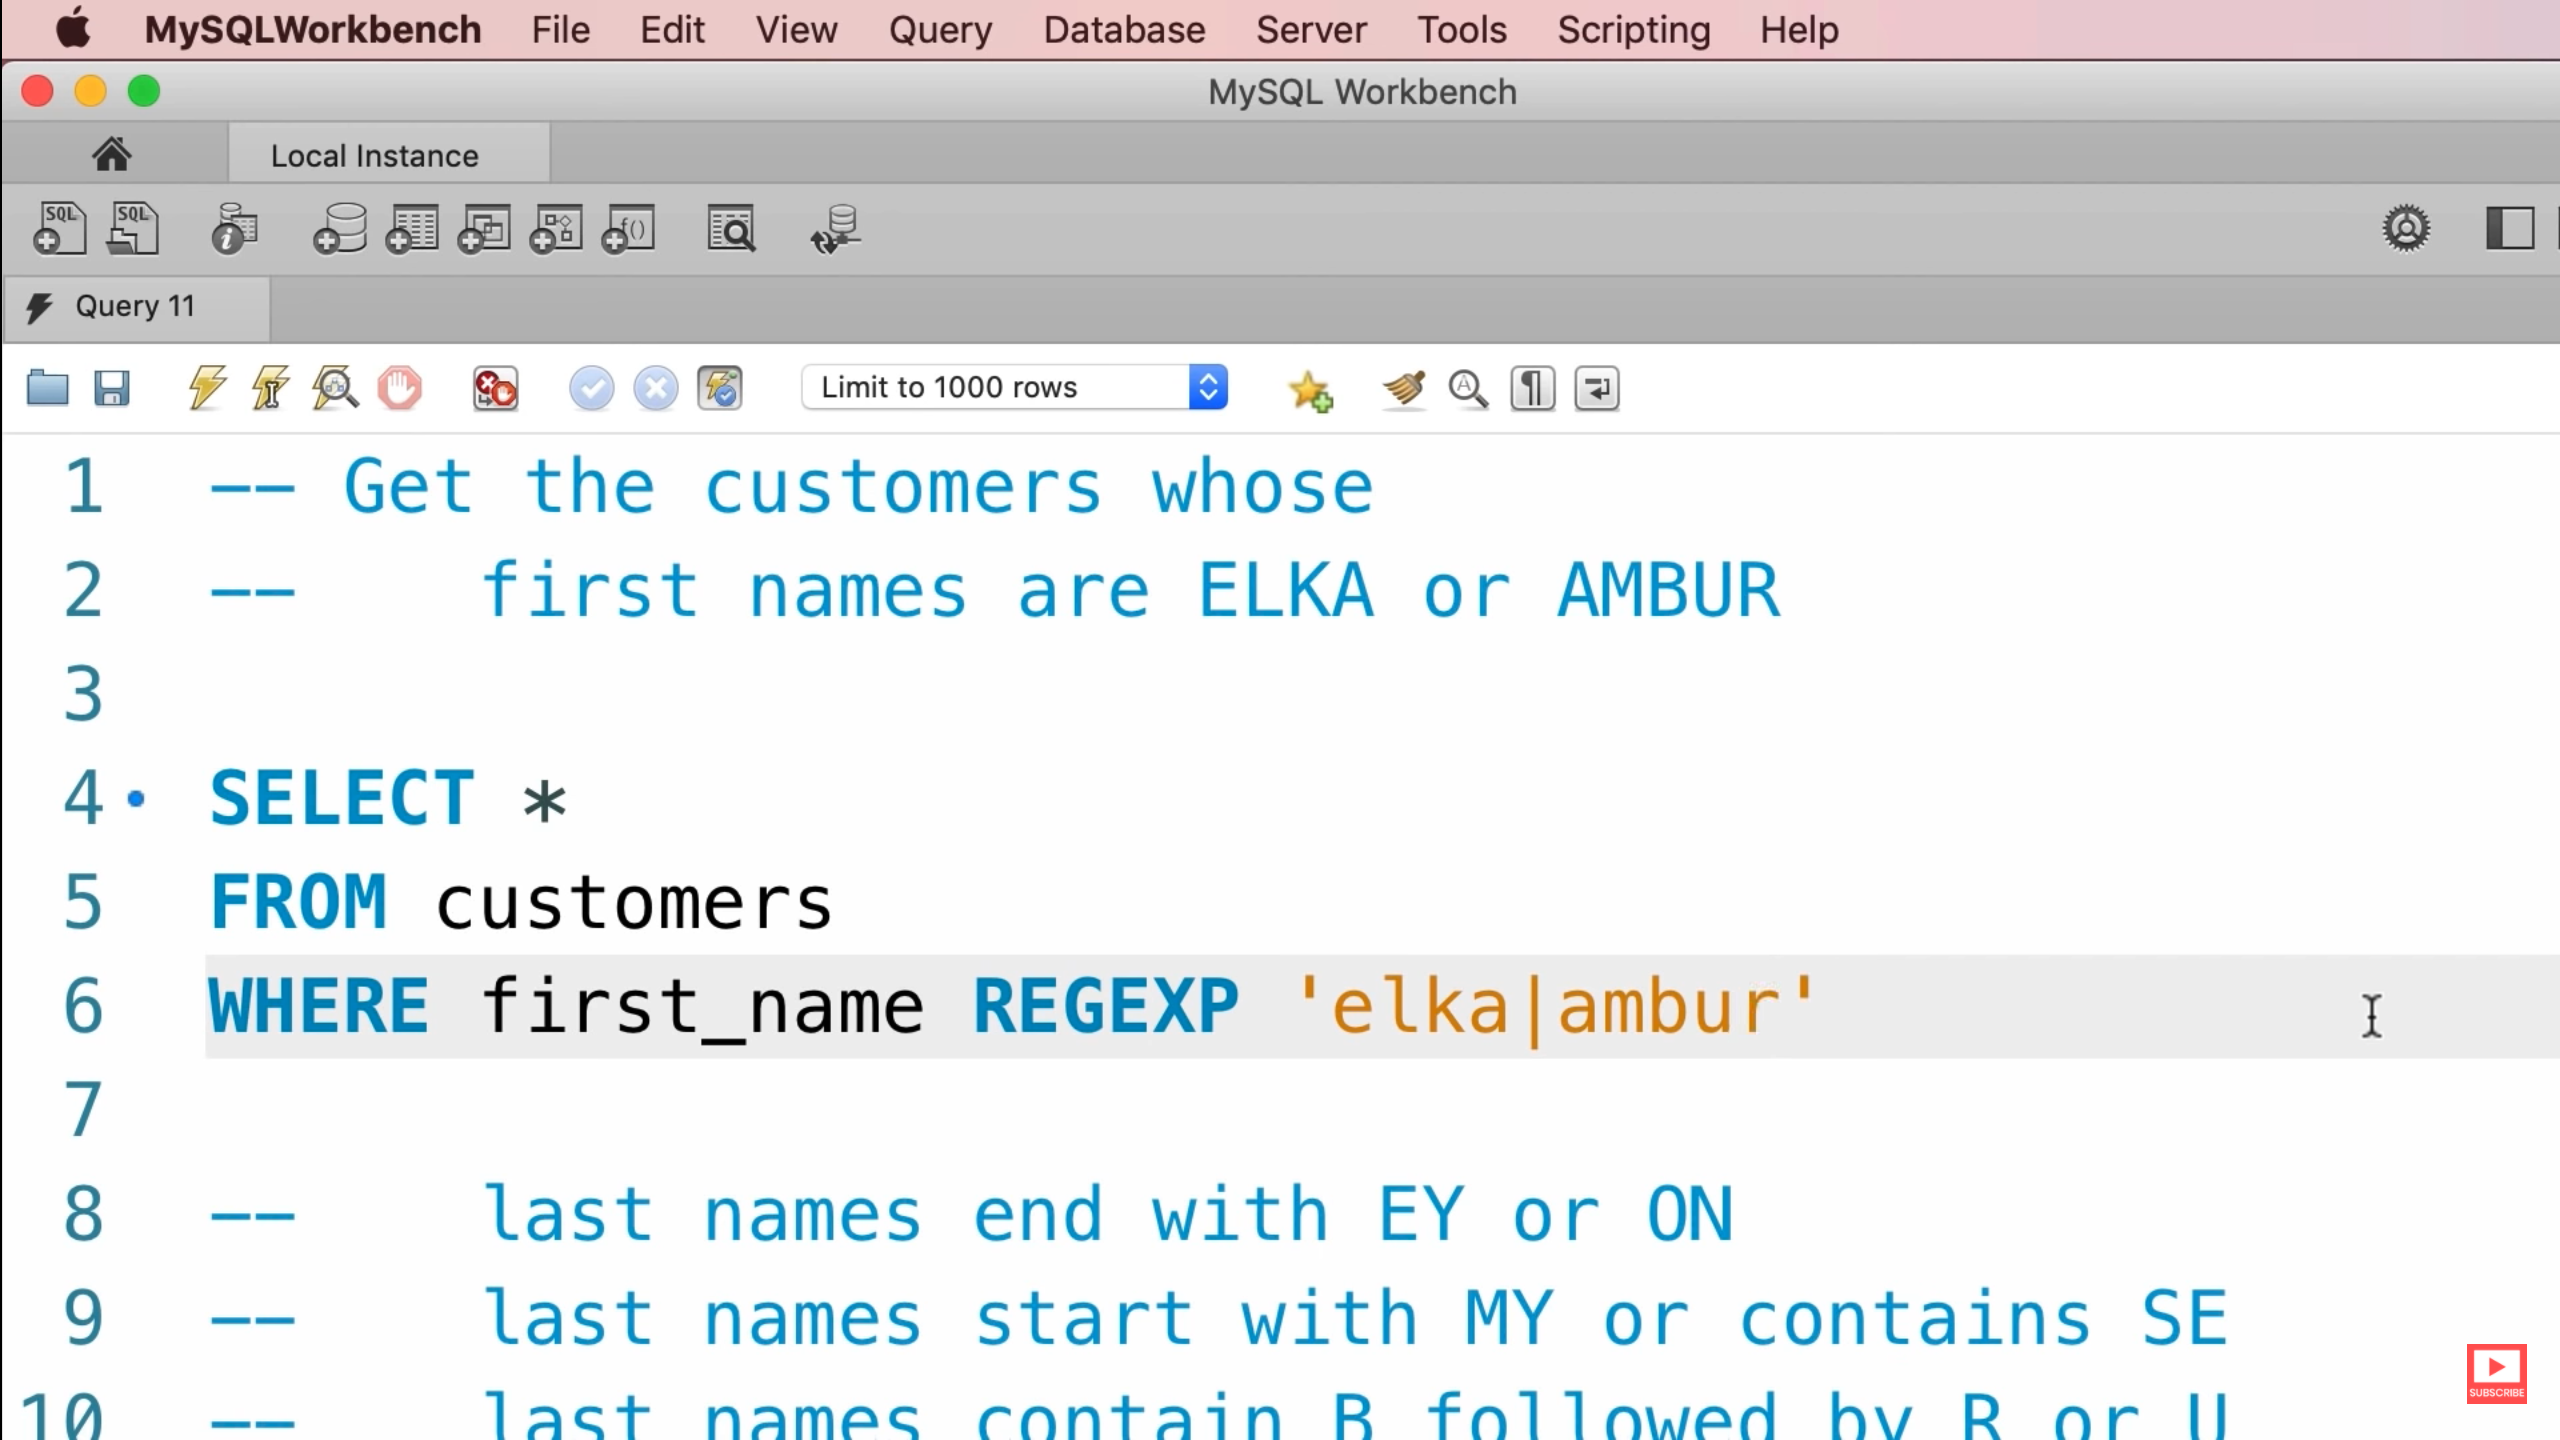 MySQLWorkbench File Edit View Query Database Server Tools Scripting Help
MySQL Workbench
Local Instance
SQL SQL
f()
Query 11
Limit to 1000 rows
1 -- Get the customers whose
2 --    first names are ELKA or AMBUR
3
4 SELECT *
5 FROM customers
6 WHERE first_name REGEXP 'elka|ambur'
7
8 --    last names end with EY or ON
9 --    last names start with MY or contains SE
10 --    last names contain B followed by R or U
SUBSCRIBE